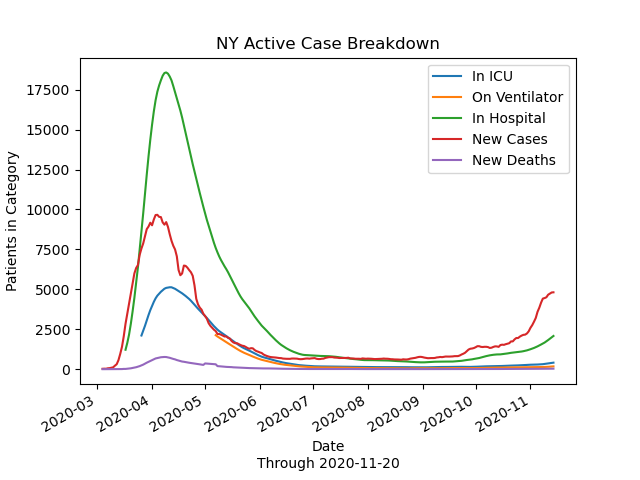 NY Active Case Breakdown
In ICU
On Ventilator
In Hospital
New Cases
New Deaths
Patients in Category
17500
15000
12500
10000
7500
5000
2500
0
2020-03
2020-04
2020-05
2020-06
2020-07
2020-08
2020-09
2020-10
2020-11
Date
Through 2020-11-20